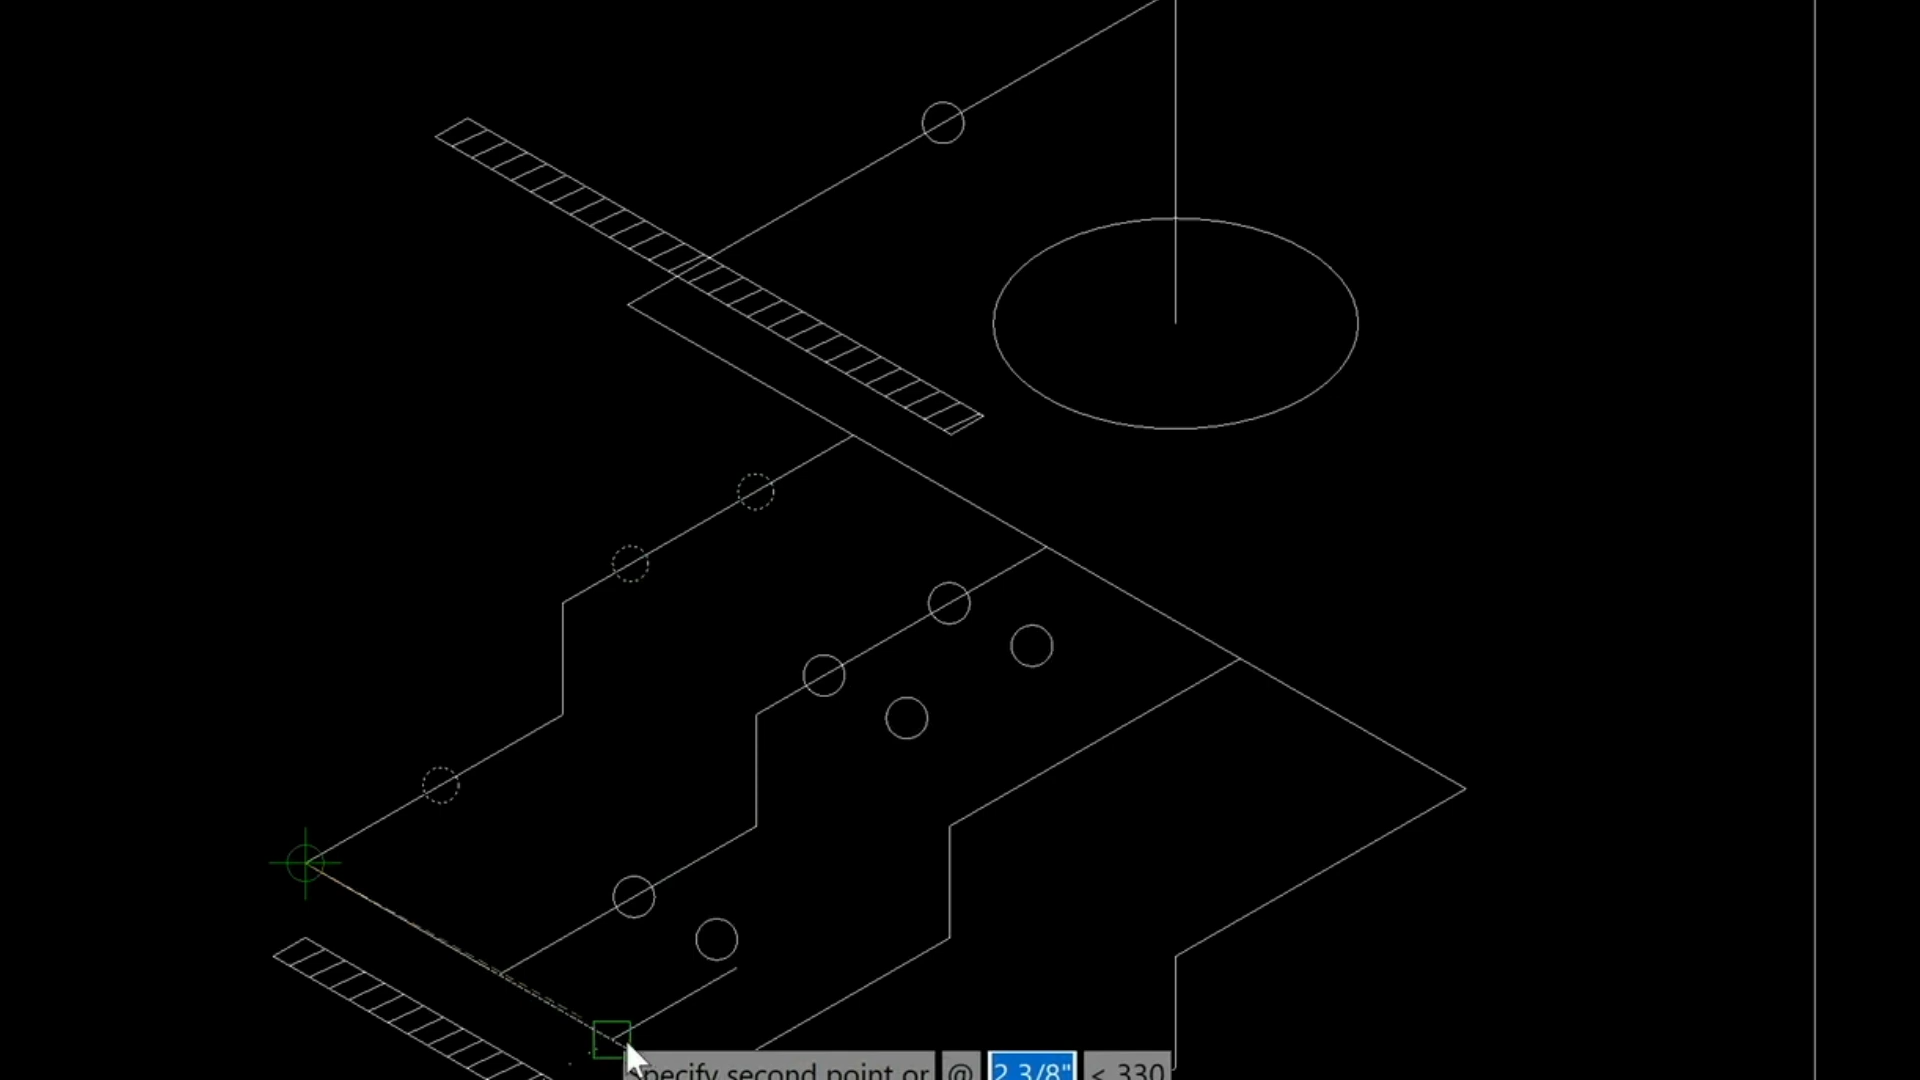 pecify second point or @ 2 3/8" < 330